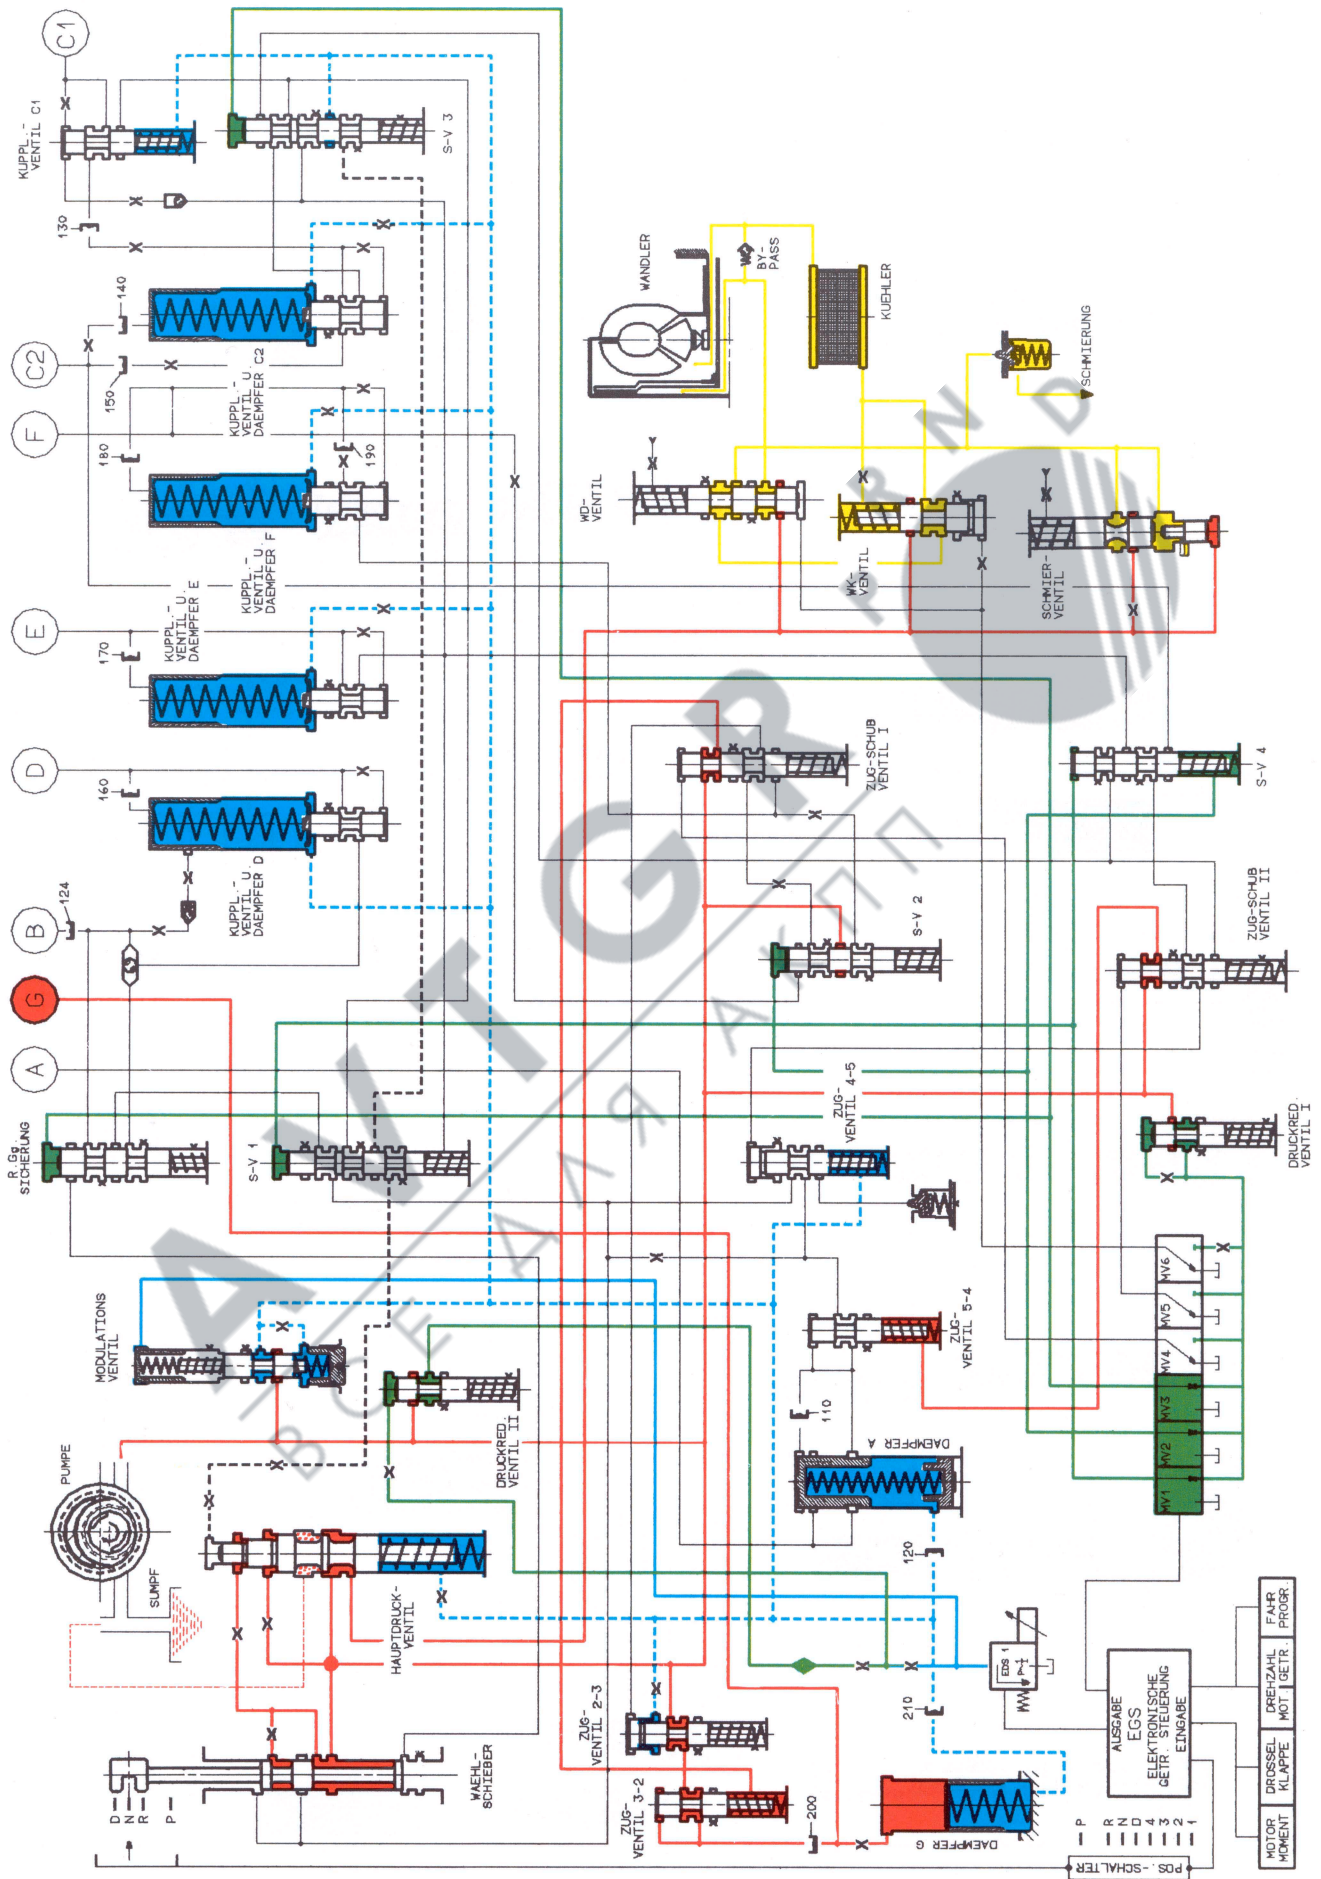 C1
KUPPL.-
VENTIL C1
130
S-V 3
140
C2
150
KUPPL.-
VENTIL U.
DAEMPFER C2
F
180
190
KUPPL.-
VENTIL U.
DAEMPFER F
E
170
KUPPL.-
VENTIL U.
DAEMPFER E
D
160
KUPPL.-
VENTIL U.
DAEMPFER D
B
124
G
A
R.Gg.
SICHERUNG
S-V 1
WANDLER
BY-
PASS
KUEHLER
SCHMIERUNG
WD-
VENTIL
WK-
VENTIL
SCHMIER-
VENTIL
ZUG-SCHUB
VENTIL I
S-V 4
S-V 2
ZUG-SCHUB
VENTIL II
ZUG-
VENTIL 4-5
DRUCKRED.
VENTIL I
MODULATIONS
VENTIL
DRUCKRED.
VENTIL II
ZUG-
VENTIL 5-4
110
DAEMPFER A
120
PUMPE
SUMPF
HAUPTDRUCK-
VENTIL
D
N
R
P
WAEHL-
SCHIEBER
ZUG-
VENTIL 2-3
ZUG-
VENTIL 3-2
200
210
DAEMPFER G
EDS 1
P-I
MV1
MV2
MV3
MV4
MV5
MV6
AUSGABE
EGS
ELEKTRONISCHE
GETR. STEUERUNG
EINGABE
P
R
N
D
4
3
2
1
POS.-SCHALTER
MOTOR
MOMENT
DROSSEL
KLAPPE
DREHZAHL
MOT. GETR.
FAHR
PROGR.
AVTGR
ВСЕ ДЛЯ АКПП
P R N D